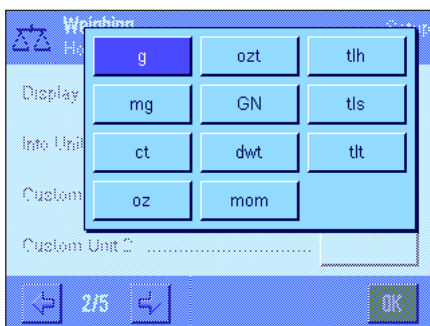 Weighing
g ozt tlh
Display
mg GN tls
Into Unit
ct dwt tlt
Custom
oz mom
Custom Unit 2 ............................
2/5 OK